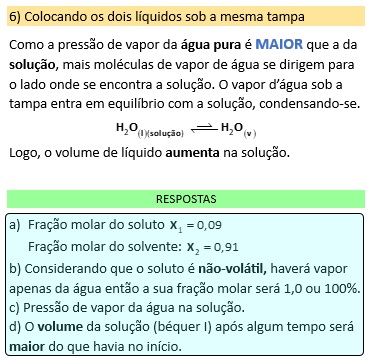 6) Colocando os dois líquidos sob a mesma tampa
Como a pressão de vapor da água pura é MAIOR que a da
solução, mais moléculas de vapor de água se dirigem para
o lado onde se encontra a solução. O vapor d’água sob a
tampa entra em equilíbrio com a solução, condensando-se.
H₂O(l)(solução) ⇌ H₂O(v)
Logo, o volume de líquido aumenta na solução.
RESPOSTAS
a) Fração molar do soluto x₁ = 0,09
Fração molar do solvente: x₂ = 0,91
b) Considerando que o soluto é não-volátil, haverá vapor
apenas da água então a sua fração molar será 1,0 ou 100%.
c) Pressão de vapor da água na solução.
d) O volume da solução (béquer I) após algum tempo será
maior do que havia no início.